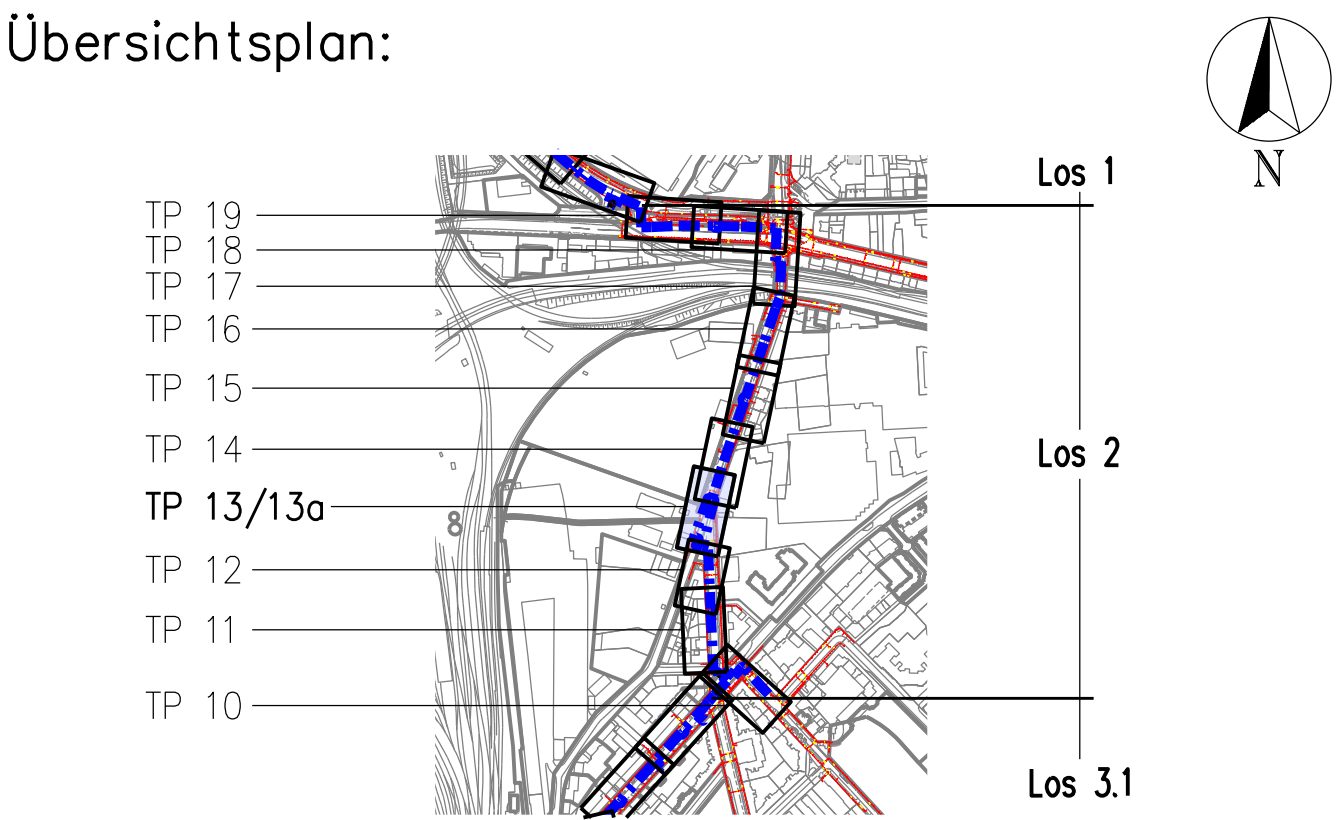 Übersichtsplan:
N
Los 1
TP 19
TP 18
TP 17
TP 16
TP 15
TP 14
Los 2
TP 13/13a
TP 12
TP 11
TP 10
Los 3.1